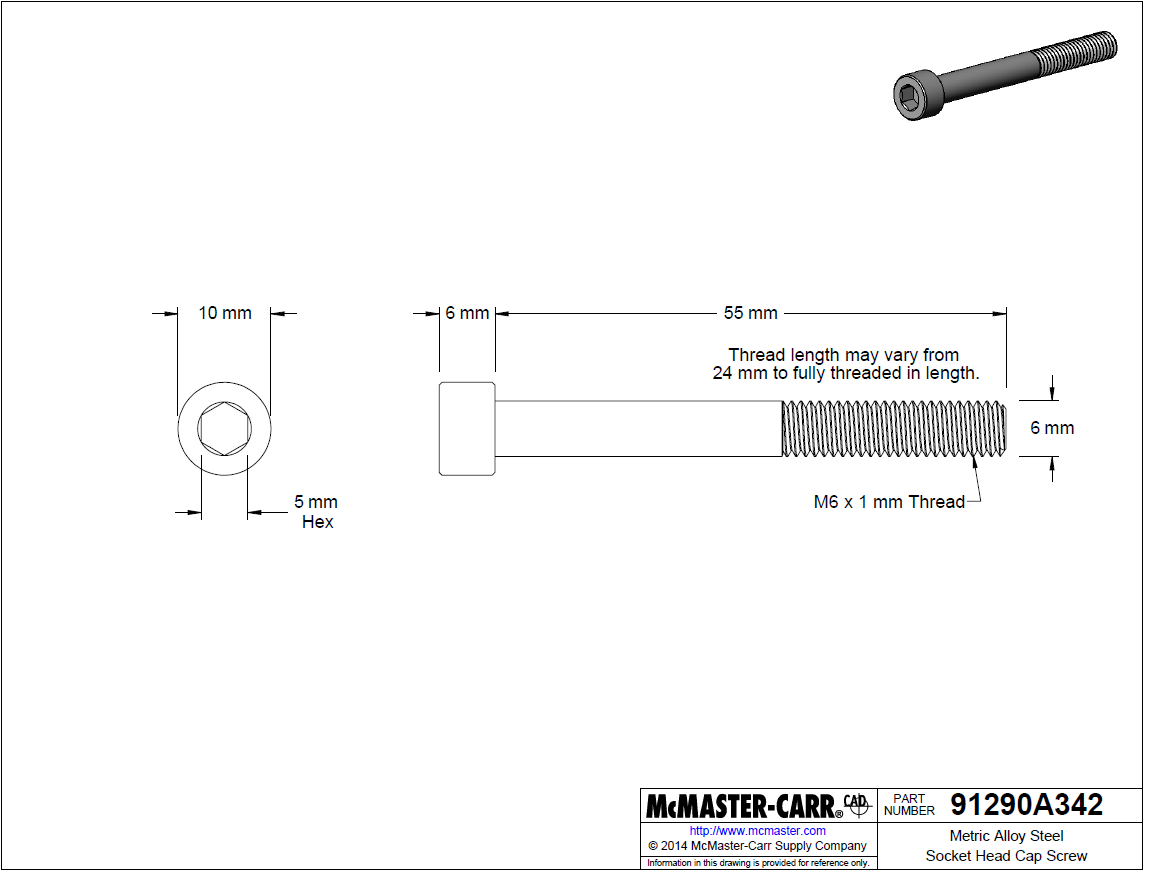 10 mm
6 mm
55 mm
Thread length may vary from
24 mm to fully threaded in length.
6 mm
5 mm
Hex
M6 x 1 mm Thread
McMASTER-CARR® CAD
http://www.mcmaster.com
© 2014 McMaster-Carr Supply Company
Information in this drawing is provided for reference only.
PART
NUMBER
91290A342
Metric Alloy Steel
Socket Head Cap Screw